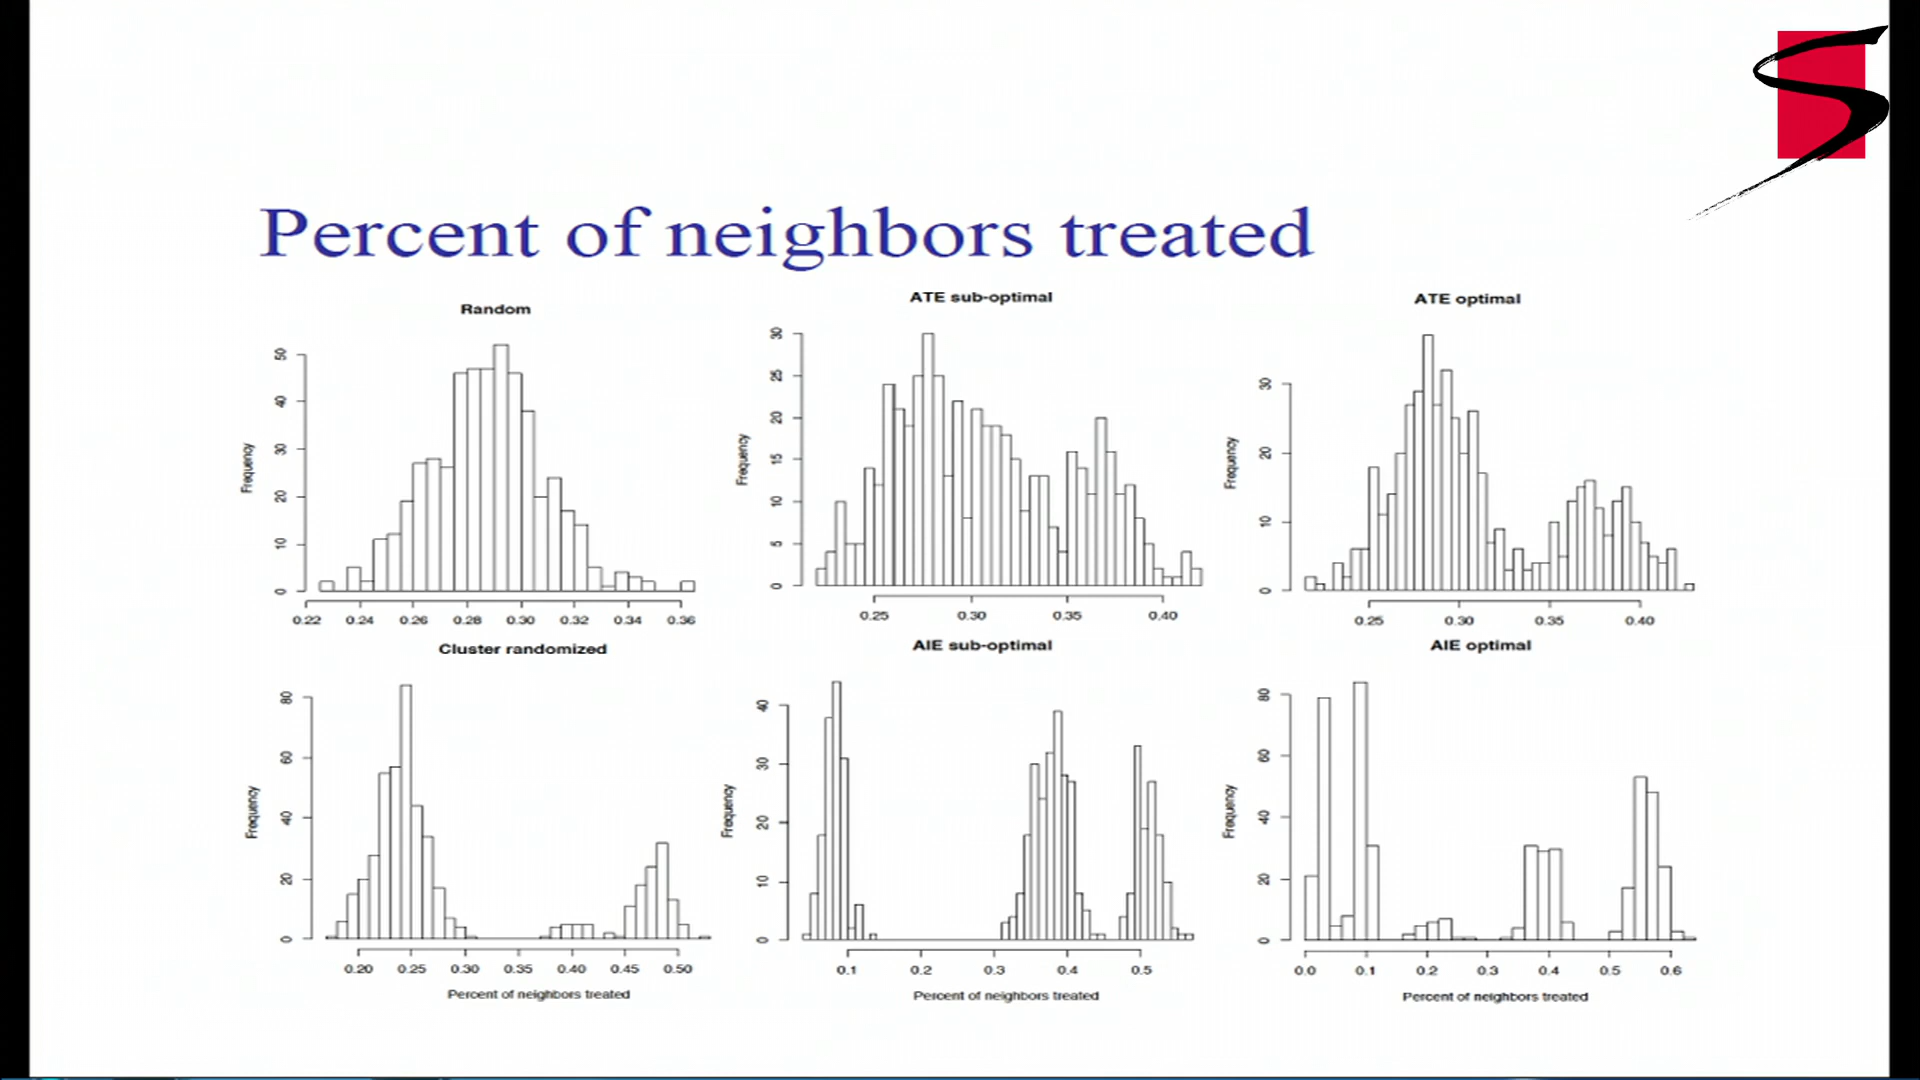 Percent of neighbors treated
Random
Frequency
0 10 20 30 40 50
0.22 0.24 0.26 0.28 0.30 0.32 0.34 0.36
ATE sub-optimal
Frequency
0 5 10 15 20 25 30
0.25 0.30 0.35 0.40
ATE optimal
Frequency
0 10 20 30
0.25 0.30 0.35 0.40
Cluster randomized
Frequency
0 20 40 60 80
0.20 0.25 0.30 0.35 0.40 0.45 0.50
Percent of neighbors treated
AIE sub-optimal
Frequency
0 10 20 30 40
0.1 0.2 0.3 0.4 0.5
Percent of neighbors treated
AIE optimal
Frequency
0 20 40 60 80
0.0 0.1 0.2 0.3 0.4 0.5 0.6
Percent of neighbors treated
S